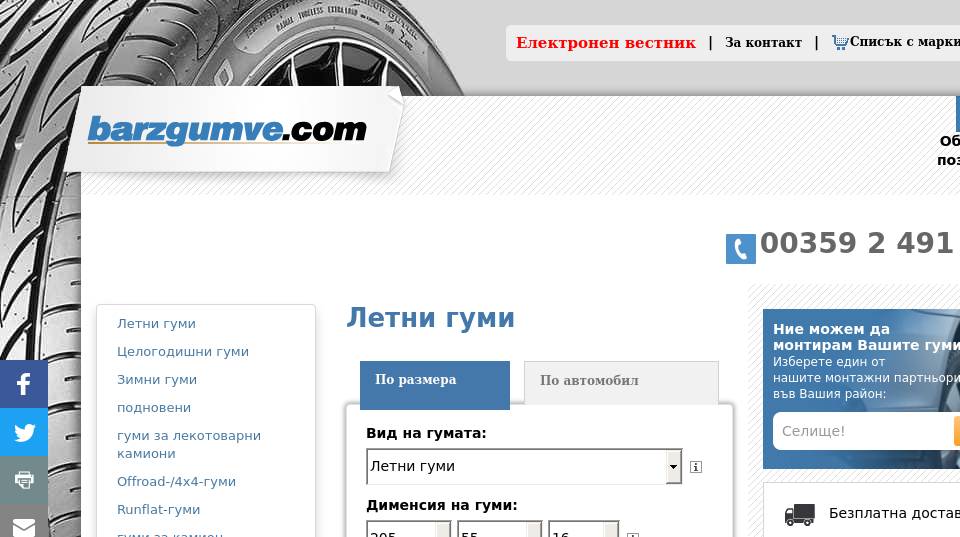 Електронен вестник | За контакт | Списък с марки
barzgumve.com
Об
поз
00359 2 491
Летни гуми
Целогодишни гуми
Зимни гуми
подновени
гуми за лекотоварни
камиони
Offroad-/4x4-гуми
Runflat-гуми
гуми за камион
Летни гуми
По размера
По автомобил
Вид на гумата:
Летни гуми
Дименсия на гуми:
205 55 16
Ние можем да
монтирам Вашите гуми
Изберете един от
нашите монтажни партньори
във Вашия район:
Селище!
Безплатна достав